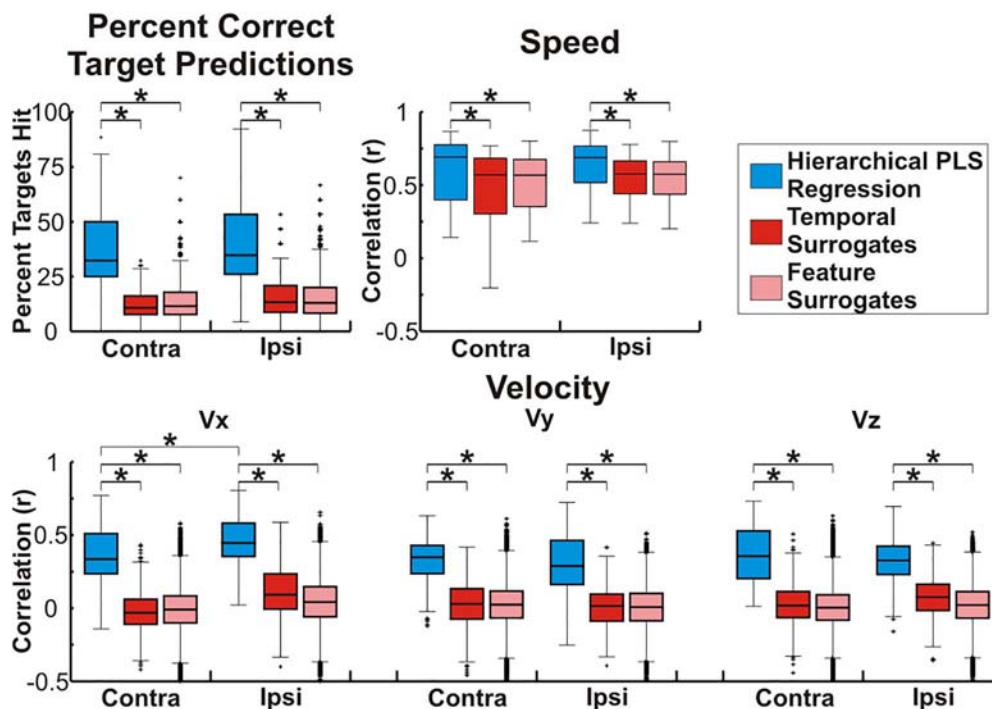 Percent Correct
Target Predictions
Percent Targets Hit
100
75
50
25
0
* * * *
Contra Ipsi
Speed
Correlation (r)
1
0.5
0
-0.5
* * * *
Contra Ipsi
Hierarchical PLS
Regression
Temporal
Surrogates
Feature
Surrogates
Velocity
Vx Vy Vz
Correlation (r)
1
0.5
0
-0.5
*
* * * * * *
* * * * * *
Contra Ipsi Contra Ipsi Contra Ipsi